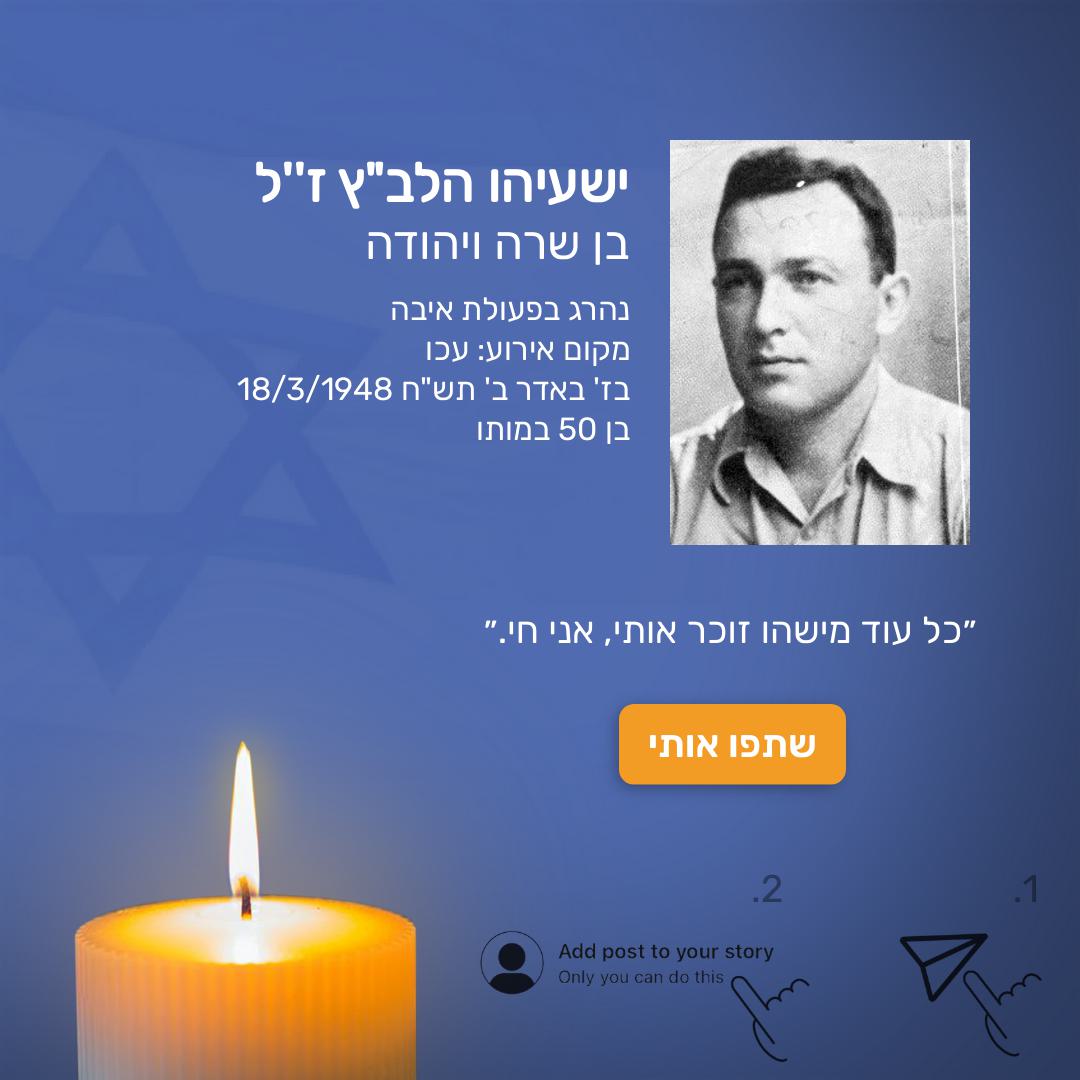 ישעיהו הלב"ץ ז''ל
בן שרה ויהודה
נהרג בפעולת איבה
מקום אירוע: עכו
בז' באדר ב' תש"ח 18/3/1948
בן 50 במותו
״כל עוד מישהו זוכר אותי, אני חי.״
שתפו אותי
1.
2.
Add post to your story
Only you can do this